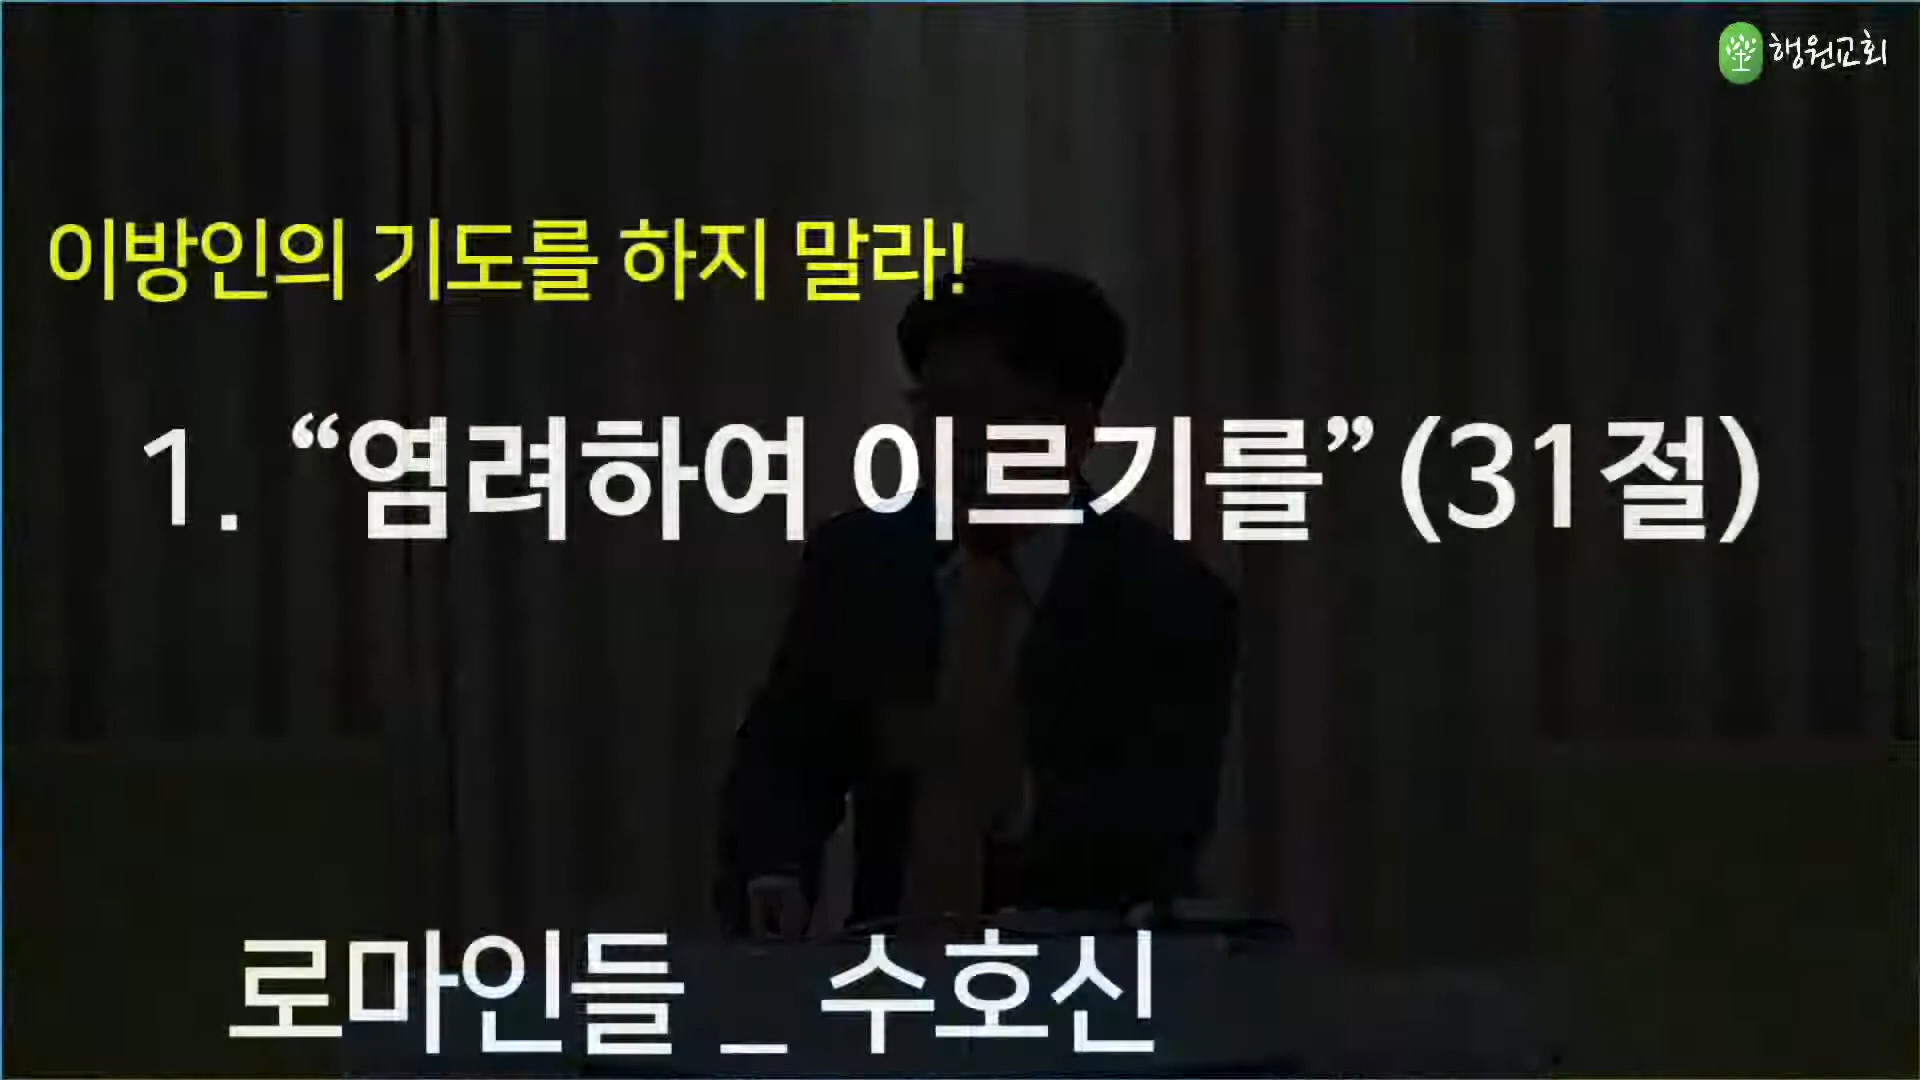 행원교회
이방인의 기도를 하지 말라!
1. “염려하여 이르기를” (31절)
로마인들 _ 수호신